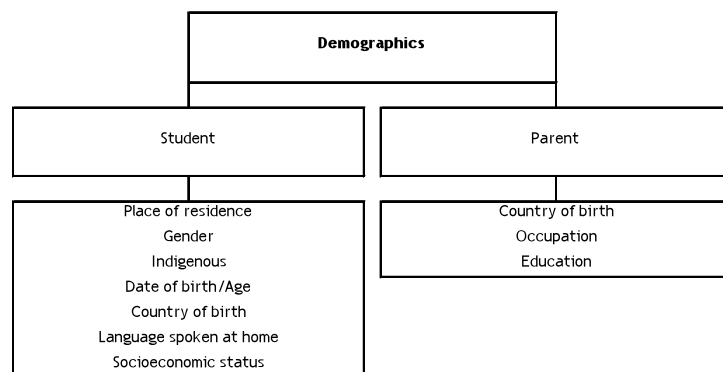 Demographics
Student
Parent
Place of residence
Gender
Indigenous
Date of birth/Age
Country of birth
Language spoken at home
Socioeconomic status
Country of birth
Occupation
Education